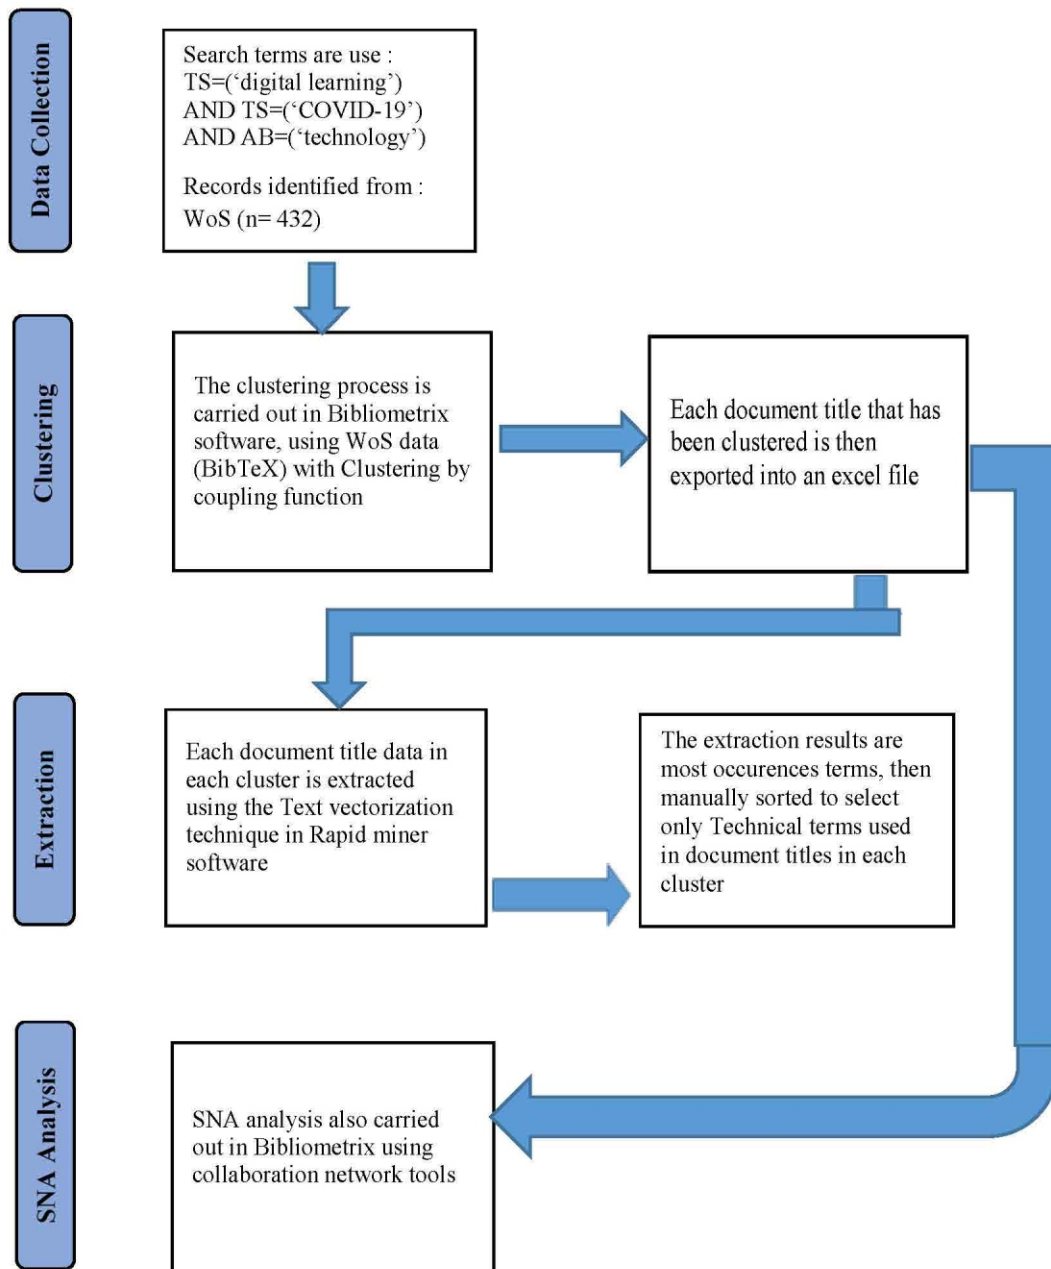 Data Collection
Search terms are use :
TS=(‘digital learning’)
AND TS=(‘COVID-19’)
AND AB=(‘technology’)
Records identified from :
WoS (n= 432)
Clustering
The clustering process is
carried out in Bibliometrix
software, using WoS data
(BibTeX) with Clustering by
coupling function
Each document title that has
been clustered is then
exported into an excel file
Extraction
Each document title data in
each cluster is extracted
using the Text vectorization
technique in Rapid miner
software
The extraction results are
most occurences terms, then
manually sorted to select
only Technical terms used
in document titles in each
cluster
SNA Analysis
SNA analysis also carried
out in Bibliometrix using
collaboration network tools